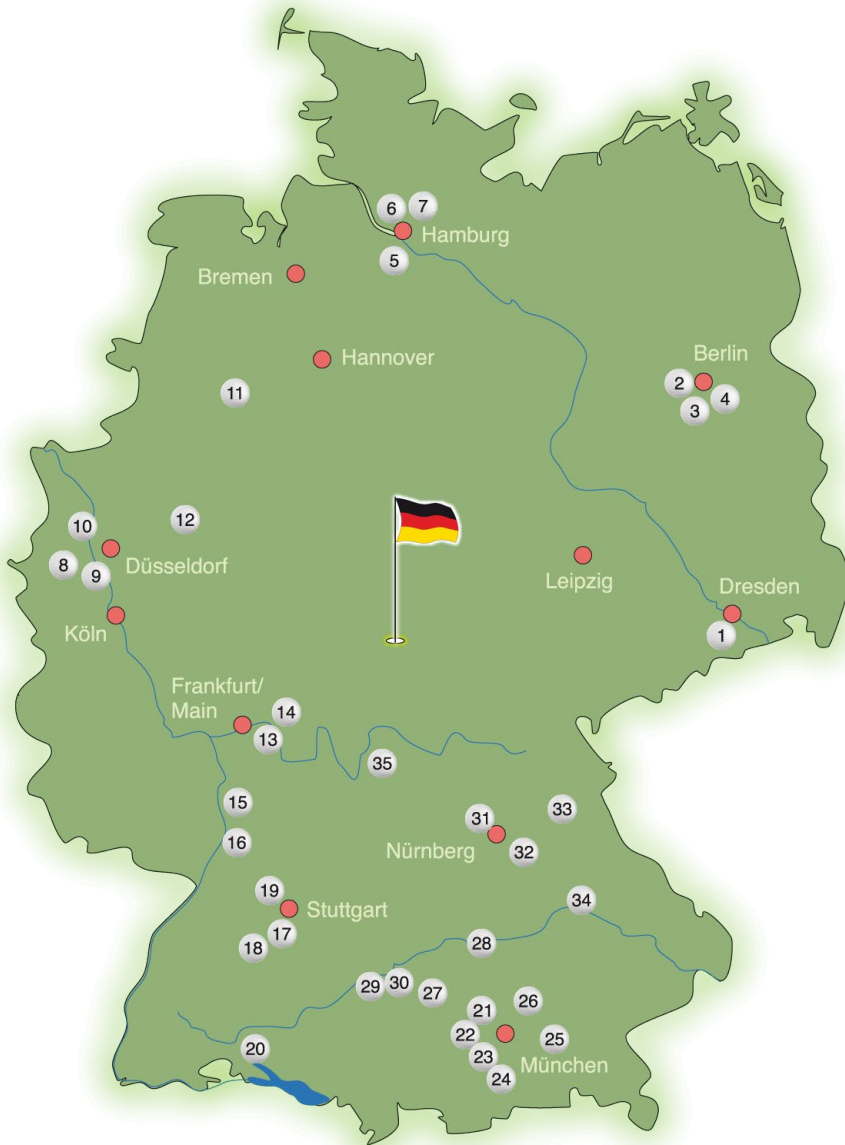 6
7
Hamburg
5
Bremen
Hannover
Berlin
2
4
3
11
10
12
Düsseldorf
8
9
Leipzig
Dresden
Köln
1
Frankfurt/
Main
14
13
35
15
33
31
16
Nürnberg
32
19
34
Stuttgart
17
18
28
29
30
27
26
21
22
25
20
23
München
24